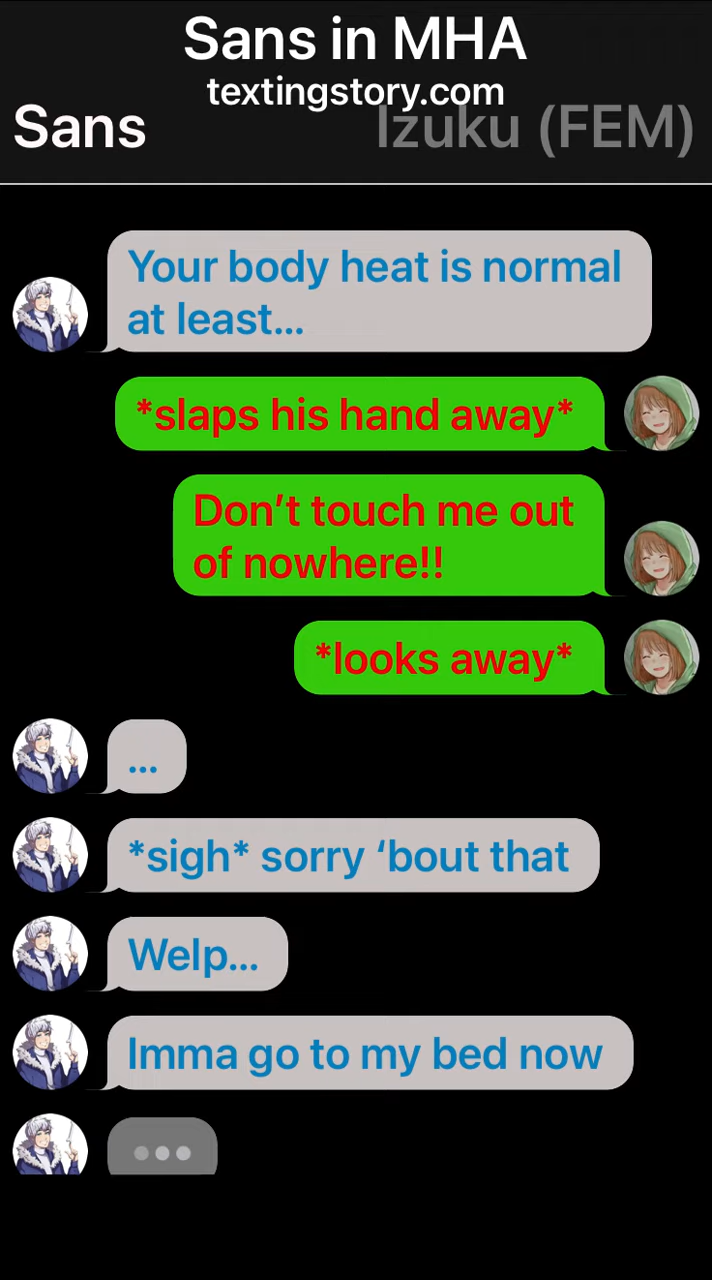 Sans in MHA
textingstory.com
Sans
Izuku (FEM)
Your body heat is normal
at least...
*slaps his hand away*
Don’t touch me out
of nowhere!!
*looks away*
...
*sigh* sorry ‘bout that
Welp...
Imma go to my bed now